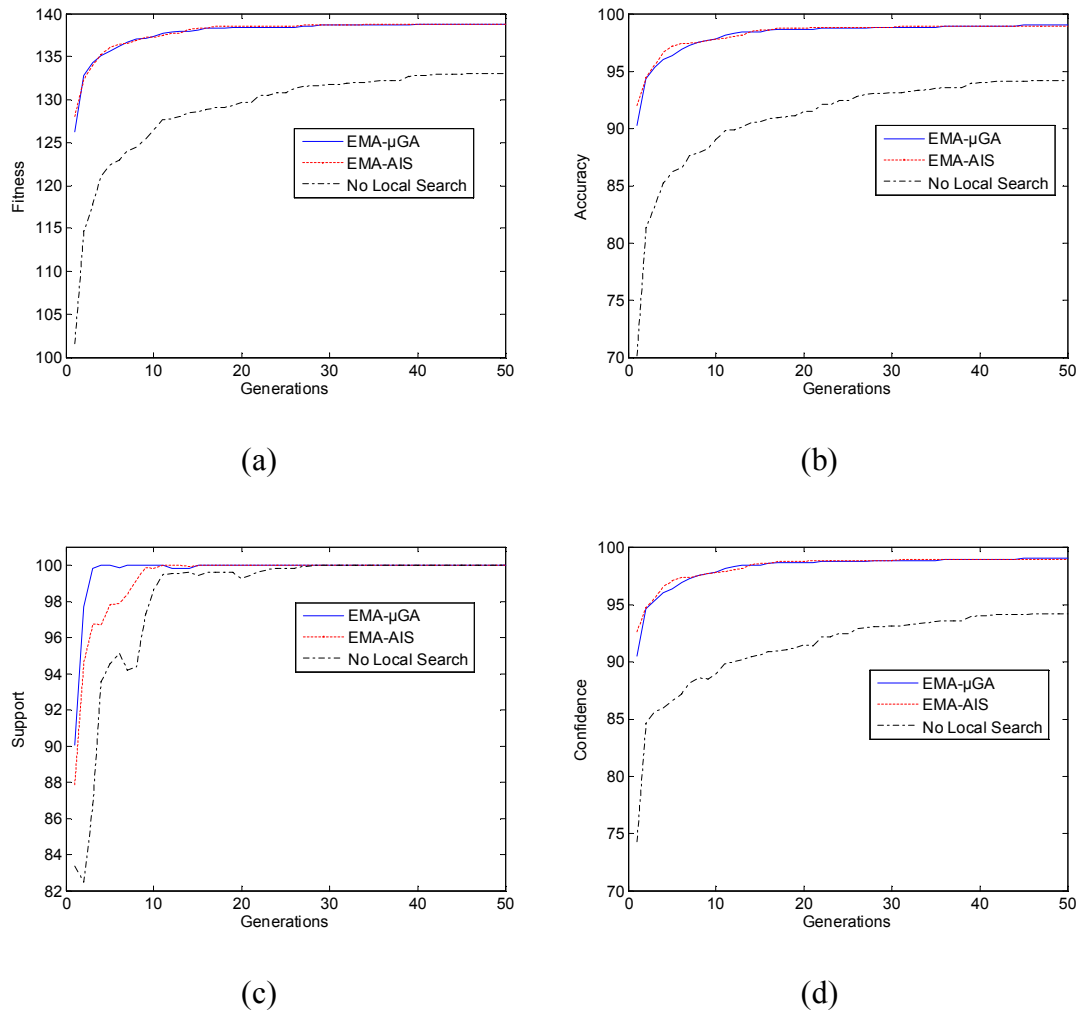 140
135
130
125
120
115
110
105
100
0
10
20
30
40
50
Fitness
Generations
EMA-µGA
EMA-AIS
No Local Search
(a)
100
95
90
85
80
75
70
0
10
20
30
40
50
Accuracy
Generations
EMA-µGA
EMA-AIS
No Local Search
(b)
100
98
96
94
92
90
88
86
84
82
0
10
20
30
40
50
Support
Generations
EMA-µGA
EMA-AIS
No Local Search
(c)
100
95
90
85
80
75
70
0
10
20
30
40
50
Confidence
Generations
EMA-µGA
EMA-AIS
No Local Search
(d)